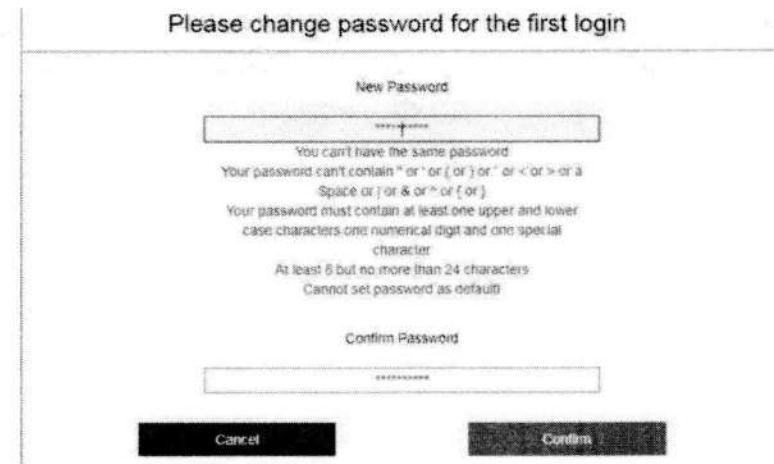 Please change password for the first login
New Password
**********
You can't have the same password
Your password can't contain " or ' or ( or ) or ` or < or > or a
Space or | or & or ^ or { or }
Your password must contain at least one upper and lower
case characters one numerical digit and one special
character
At least 8 but no more than 24 characters
Cannot set password as default!
Confirm Password
**********
Cancel
Confirm